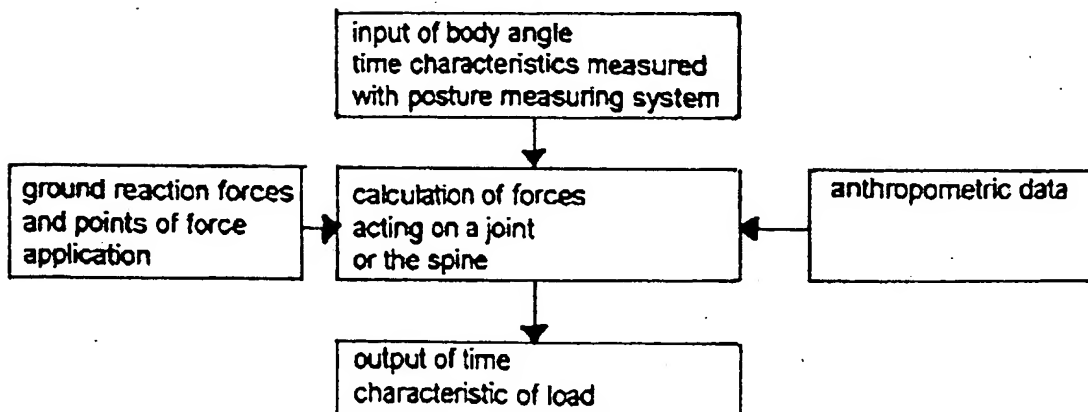 input of body angle
time characteristics measured
with posture measuring system
ground reaction forces
and points of force
application
calculation of forces
acting on a joint
or the spine
anthropometric data
output of time
characteristic of load